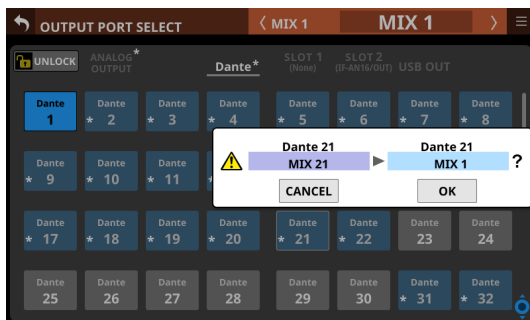 OUTPUT PORT SELECT
MIX 1
MIX 1
UNLOCK
ANALOG*
OUTPUT
Dante*
SLOT 1
(None)
SLOT 2
(IF-AN16/OUT)
USB OUT
Dante
1
Dante
* 2
Dante
* 3
Dante
* 4
Dante
* 5
Dante
* 6
Dante
* 7
Dante
* 8
Dante 21
MIX 21
Dante 21
MIX 1
?
CANCEL
OK
Dante
* 9
Dante
* 10
Dante
* 11
Dante
* 17
Dante
* 18
Dante
* 19
Dante
* 20
Dante
* 21
Dante
* 22
Dante
23
Dante
24
Dante
25
Dante
26
Dante
27
Dante
28
Dante
29
Dante
30
Dante
* 31
Dante
* 32